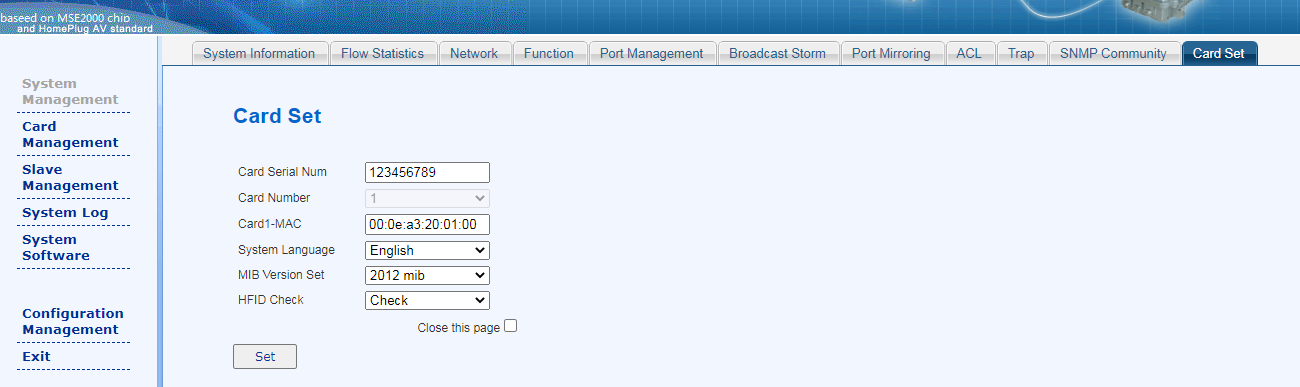 baseed on MSE2000 chip
and HomePlug AV standard
System Information Flow Statistics Network Function Port Management Broadcast Storm Port Mirroring ACL Trap SNMP Community Card Set
System
Management
Card
Management
Slave
Management
System Log
System
Software
Configuration
Management
Exit
Card Set
Card Serial Num 123456789
Card Number 1
Card1-MAC 00:0e:a3:20:01:00
System Language English
MIB Version Set 2012 mib
HFID Check Check
Close this page
Set